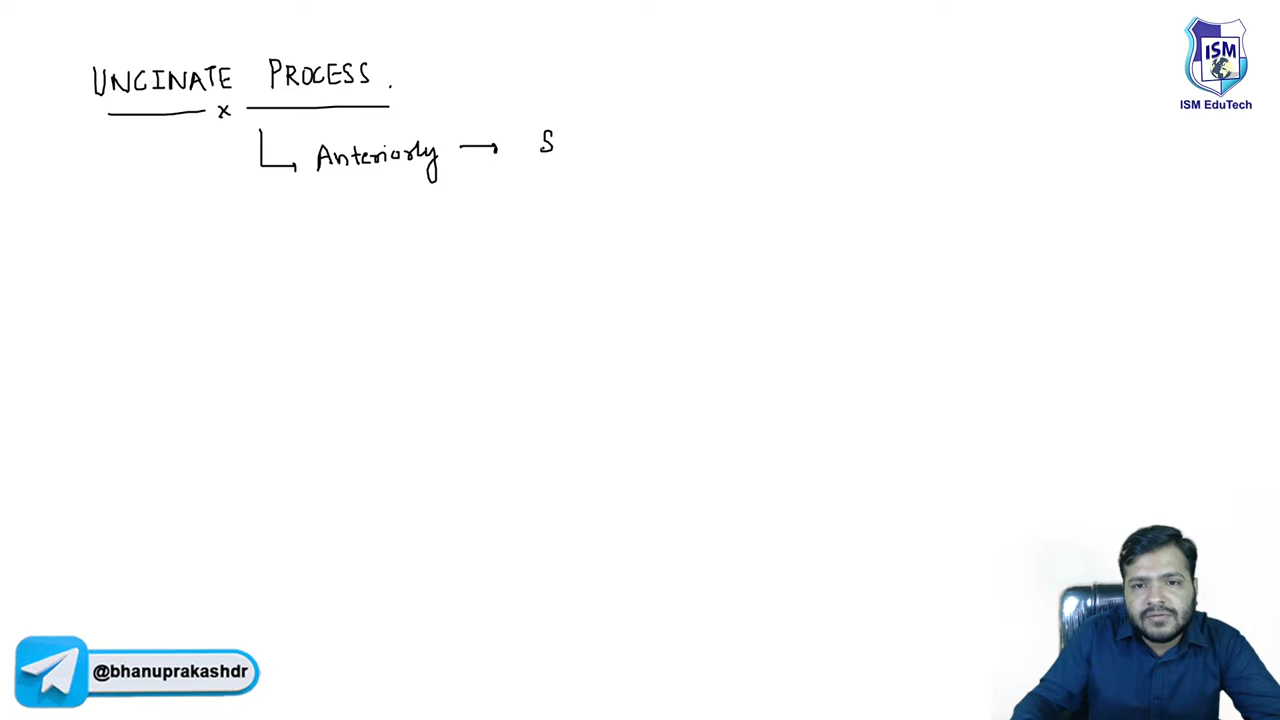 UNCINATE PROCESS.
x
Anteriorly → S
ISM
ISM EduTech
@bhanuprakashdr